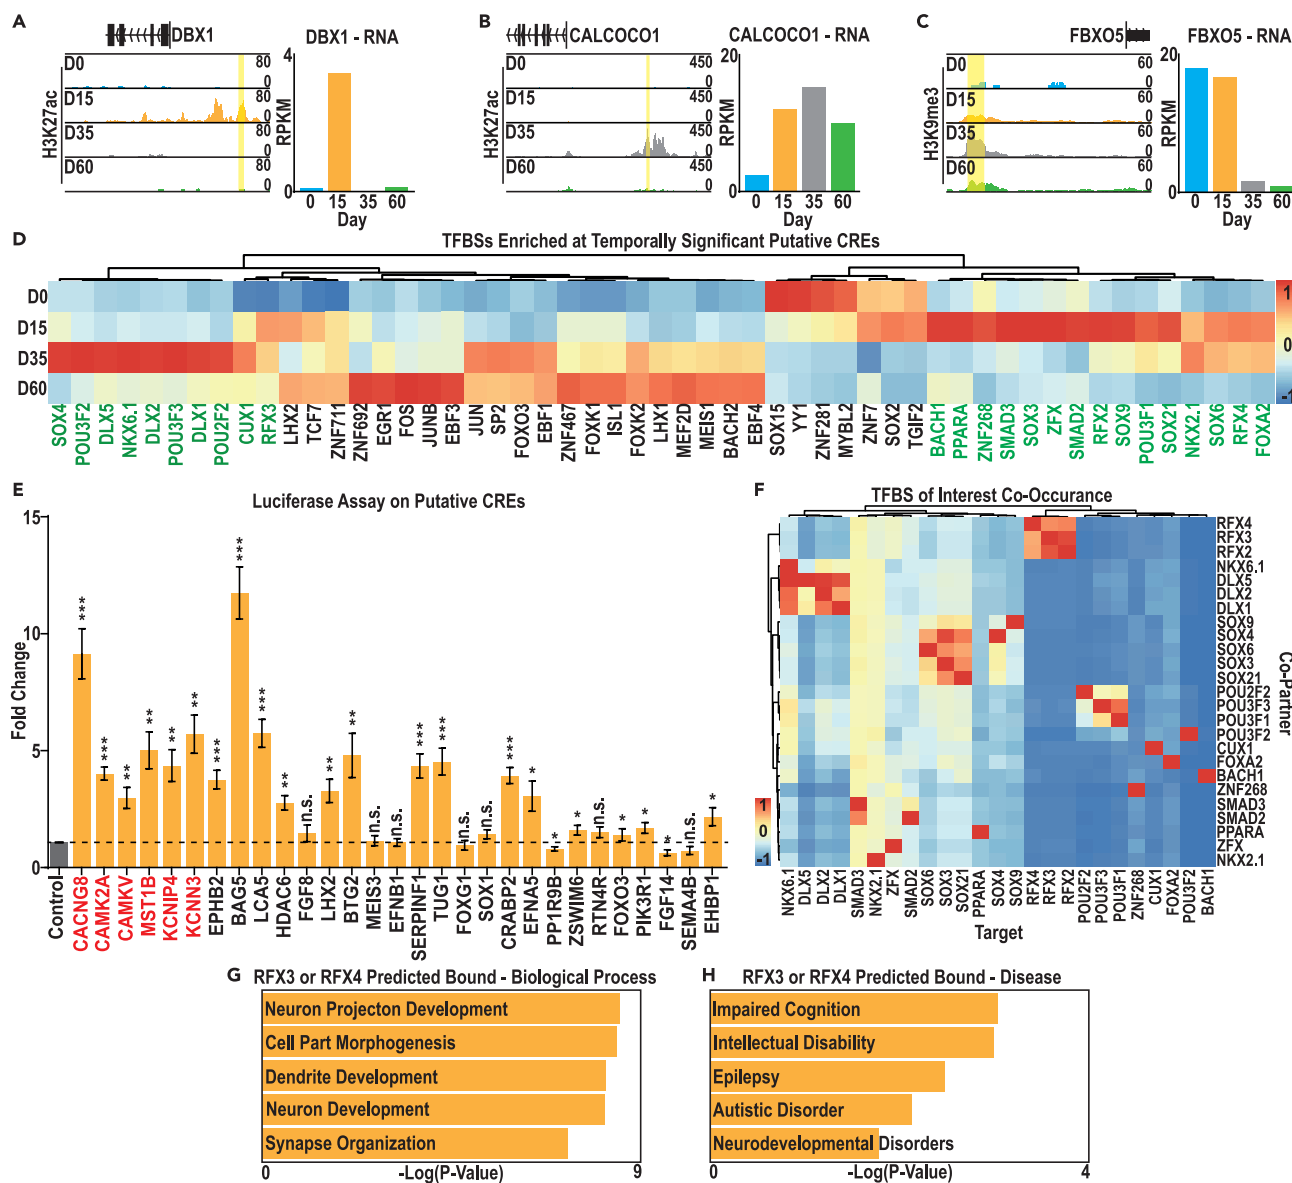 A
DBX1
DBX1 - RNA
H3K27ac
D0
80
0
D15
80
0
D35
80
0
D60
80
0
RPKM
4
0
0 15 35 60
Day
B
CALCOCO1
CALCOCO1 - RNA
H3K27ac
D0
450
0
D15
450
0
D35
450
0
D60
450
0
RPKM
20
0
0 15 35 60
Day
C
FBXO5
FBXO5 - RNA
H3K9me3
D0
60
0
D15
60
0
D35
60
0
D60
60
0
RPKM
20
0
0 15 35 60
Day
D
TFBSs Enriched at Temporally Significant Putative CREs
D0
D15
D35
D60
1
0
-1
SOX4
POU3F2
DLX5
NKX6.1
DLX2
POU3F3
DLX1
POU2F2
CUX1
RFX3
LHX2
TCF7
ZNF711
ZNF692
EGR1
FOS
JUNB
EBF3
JUN
SP2
FOXO3
EBF1
ZNF467
FOXK1
ISL1
FOXK2
LHX1
MEF2D
MEIS1
BACH2
EBF4
SOX15
YY1
ZNF281
MYBL2
ZNF7
SOX2
TGIF2
BACH1
PPARA
ZNF268
SMAD3
SOX3
ZFX
SMAD2
RFX2
SOX9
POU3F1
SOX21
NKX2.1
SOX6
RFX4
FOXA2
E
Luciferase Assay on Putative CREs
Fold Change
15
10
5
0
***
***
**
**
**
**
***
***
***
**
n.s.
**
**
n.s.
n.s.
***
***
n.s.
n.s.
***
*
*
*
n.s.
*
*
*
n.s.
*
Control
CACNG8
CAMK2A
CAMKV
MST1B
KCNIP4
KCNN3
EPHB2
BAG5
LCA5
HDAC6
FGF8
LHX2
BTG2
MEIS3
EFNB1
SERPINF1
TUG1
FOXG1
SOX1
CRABP2
EFNA5
PP1R9B
ZSWIM6
RTN4R
FOXO3
PIK3R1
FGF14
SEMA4B
EHBP1
F
TFBS of Interest Co-Occurance
RFX4
RFX3
RFX2
NKX6.1
DLX5
DLX2
DLX1
SOX9
SOX4
SOX6
SOX3
SOX21
POU2F2
POU3F3
POU3F1
POU3F2
CUX1
FOXA2
BACH1
ZNF268
SMAD3
SMAD2
PPARA
ZFX
NKX2.1
Co-Partner
1
0
-1
NKX6.1
DLX5
DLX2
DLX1
SMAD3
NKX2.1
ZFX
SMAD2
SOX6
SOX3
SOX21
PPARA
SOX4
SOX9
RFX4
RFX3
RFX2
POU2F2
POU3F3
POU3F1
ZNF268
CUX1
FOXA2
POU3F2
BACH1
Target
G
RFX3 or RFX4 Predicted Bound - Biological Process
Neuron Projecton Development
Cell Part Morphogenesis
Dendrite Development
Neuron Development
Synapse Organization
0
-Log(P-Value)
9
H
RFX3 or RFX4 Predicted Bound - Disease
Impaired Cognition
Intellectual Disability
Epilepsy
Autistic Disorder
Neurodevelopmental Disorders
0
-Log(P-Value)
4